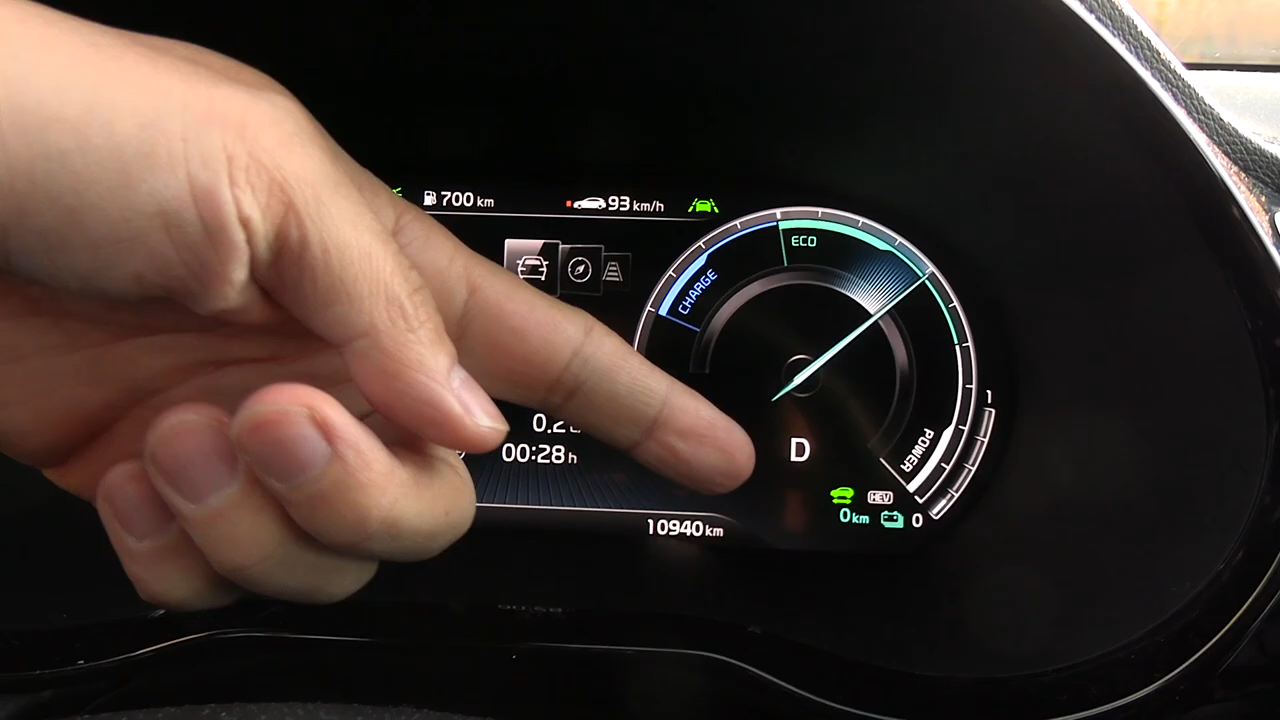 700 km
93 km/h
ECO
CHARGE
POWER
0.2
00:28 h
D
HEV
0 km
0
10940 km